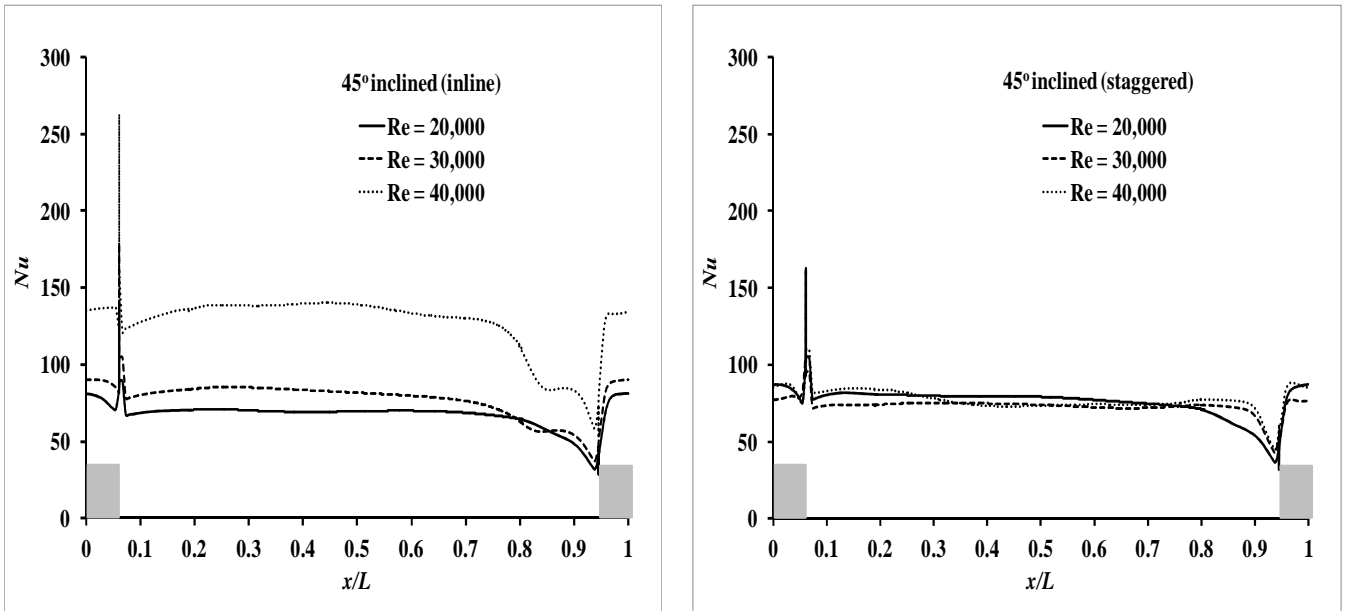 300
250
200
150
100
50
0
Nu
45º inclined (inline)
Re = 20,000
Re = 30,000
Re = 40,000
0 0.1 0.2 0.3 0.4 0.5 0.6 0.7 0.8 0.9 1
x/L
300
250
200
150
100
50
0
Nu
45º inclined (staggered)
Re = 20,000
Re = 30,000
Re = 40,000
0 0.1 0.2 0.3 0.4 0.5 0.6 0.7 0.8 0.9 1
x/L